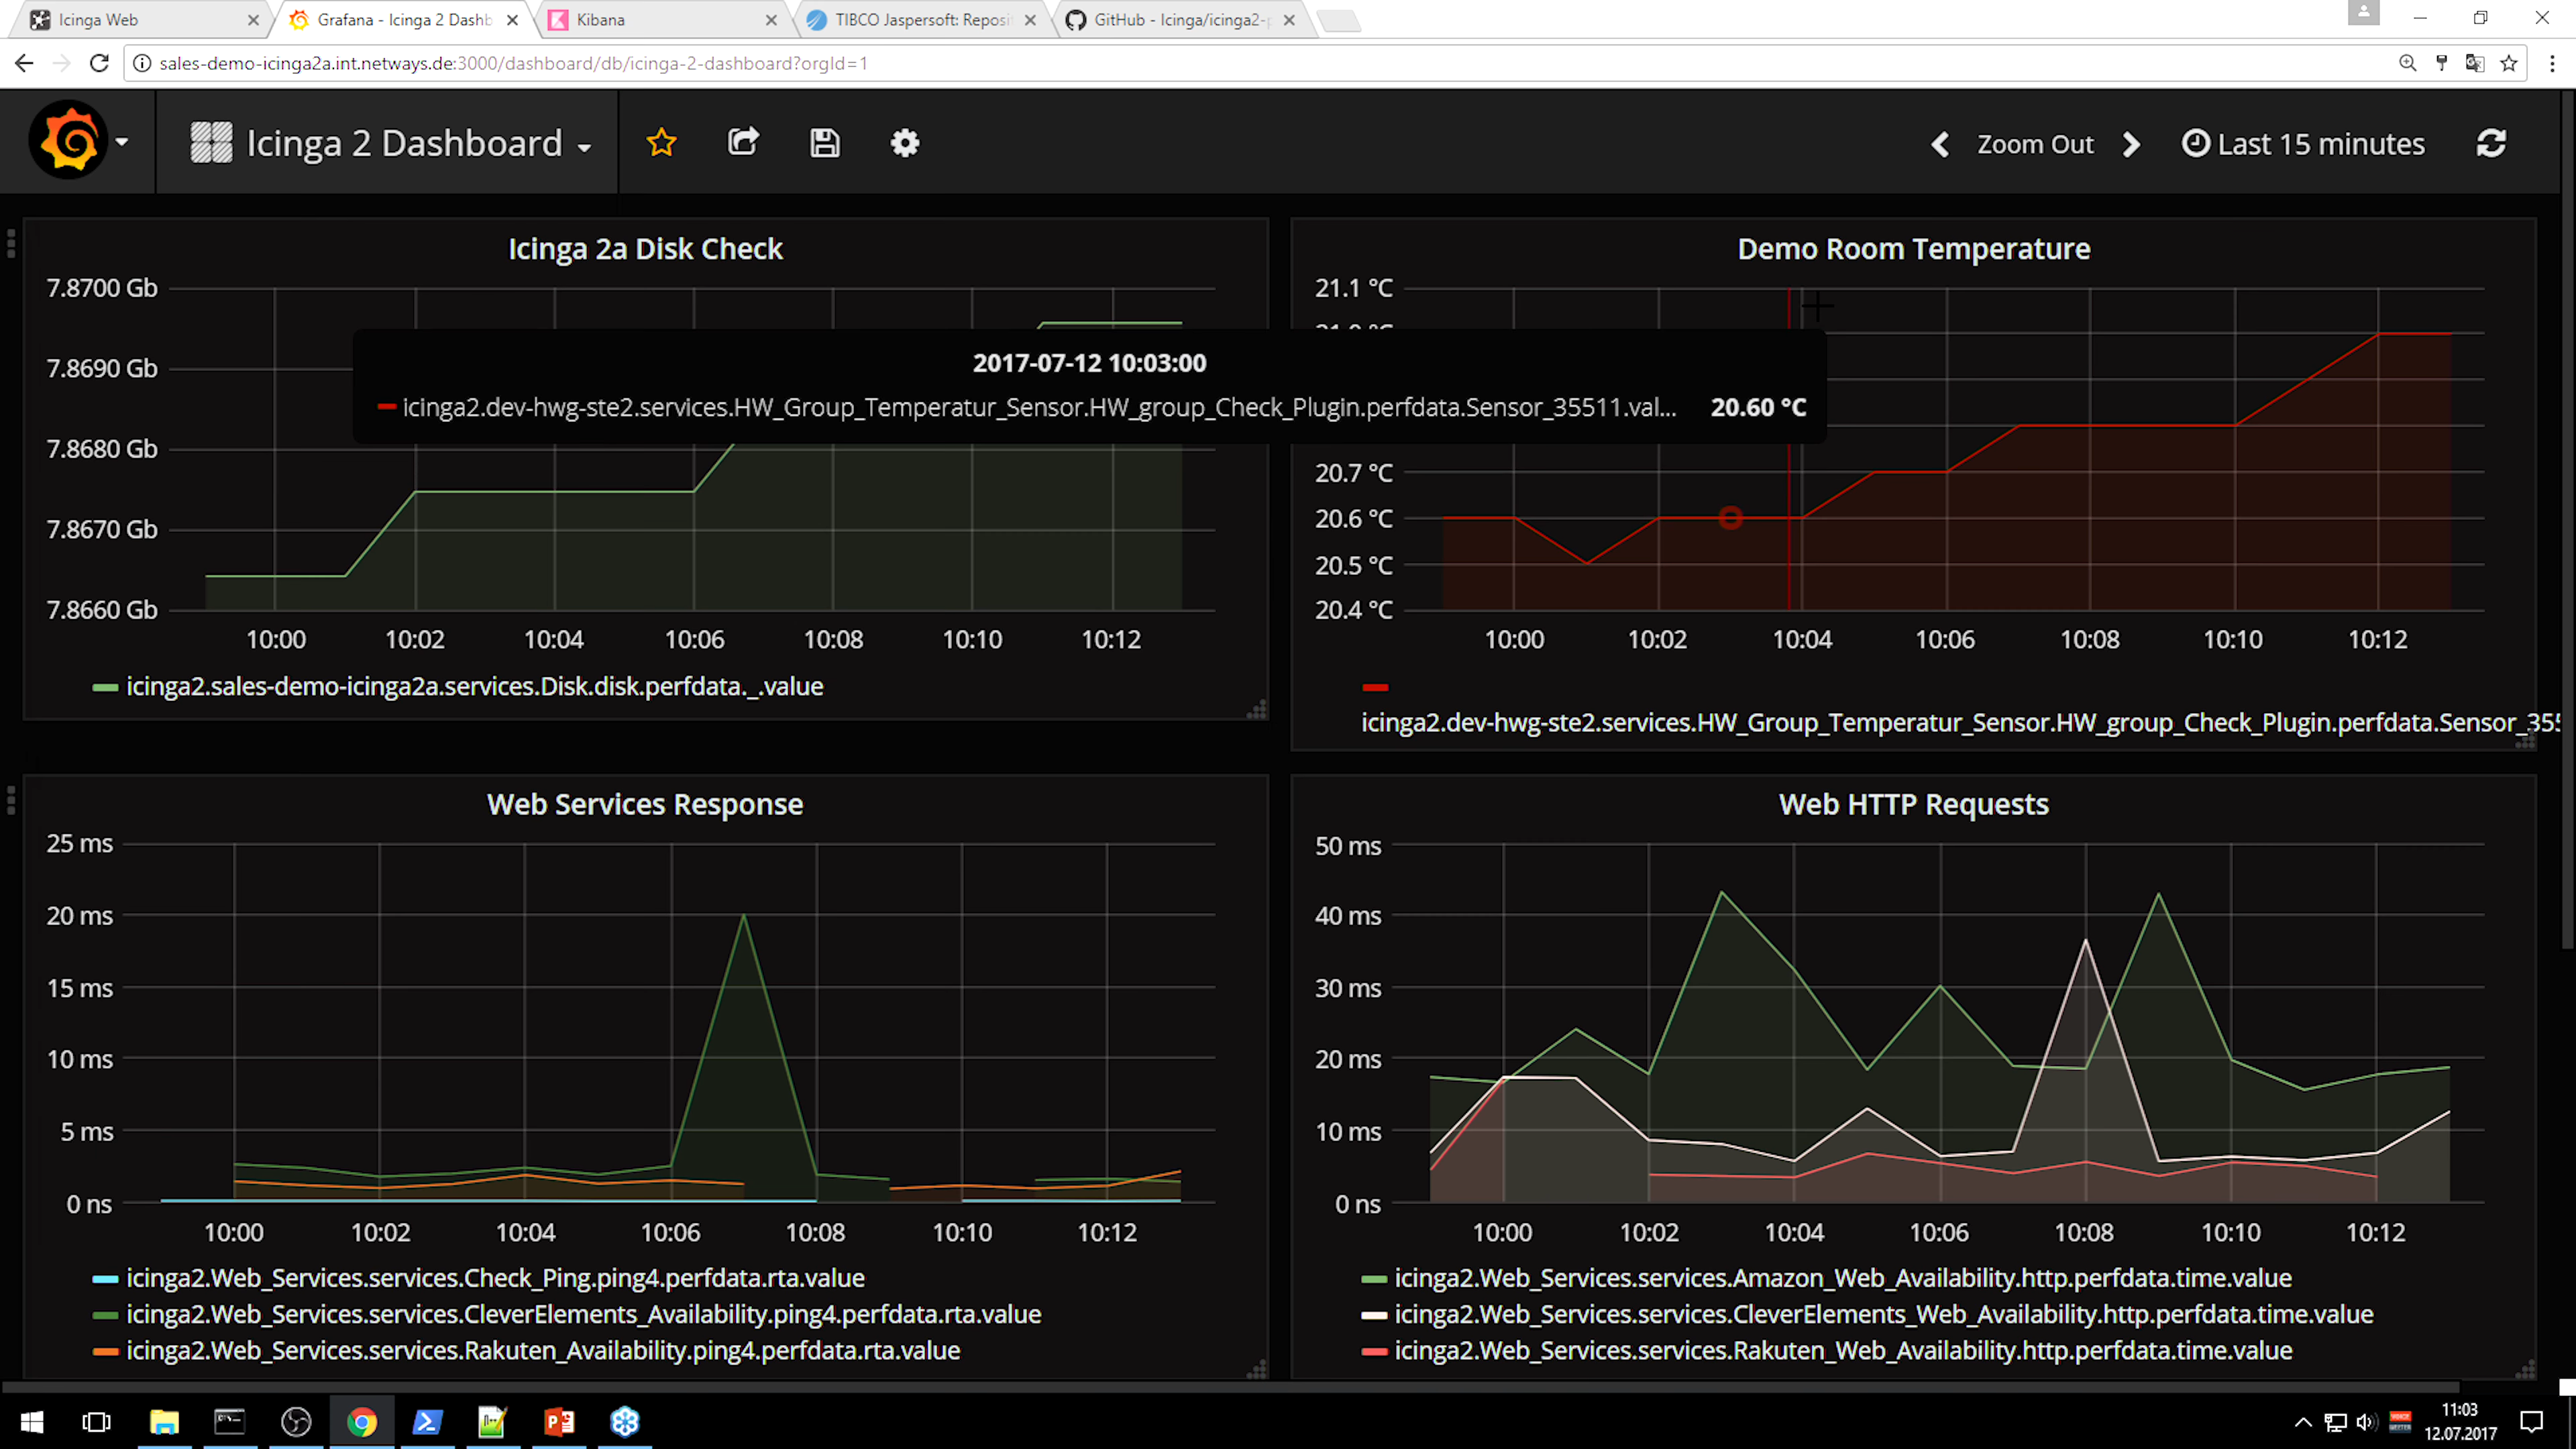 Icinga Web
Grafana - Icinga 2 Dashb
Kibana
TIBCO Jaspersoft: Reposi
GitHub - Icinga/icinga2-p
sales-demo-icinga2a.int.netways.de:3000/dashboard/db/icinga-2-dashboard?orgId=1
Icinga 2 Dashboard
Zoom Out
Last 15 minutes
Icinga 2a Disk Check
7.8700 Gb
7.8690 Gb
7.8680 Gb
7.8670 Gb
7.8660 Gb
10:00 10:02 10:04 10:06 10:08 10:10 10:12
icinga2.sales-demo-icinga2a.services.Disk.disk.perfdata._.value
2017-07-12 10:03:00
icinga2.dev-hwg-ste2.services.HW_Group_Temperatur_Sensor.HW_group_Check_Plugin.perfdata.Sensor_35511.val... 20.60 °C
Demo Room Temperature
21.1 °C
20.7 °C
20.6 °C
20.5 °C
20.4 °C
10:00 10:02 10:04 10:06 10:08 10:10 10:12
icinga2.dev-hwg-ste2.services.HW_Group_Temperatur_Sensor.HW_group_Check_Plugin.perfdata.Sensor_355
Web Services Response
25 ms
20 ms
15 ms
10 ms
5 ms
0 ns
10:00 10:02 10:04 10:06 10:08 10:10 10:12
icinga2.Web_Services.services.Check_Ping.ping4.perfdata.rta.value
icinga2.Web_Services.services.CleverElements_Availability.ping4.perfdata.rta.value
icinga2.Web_Services.services.Rakuten_Availability.ping4.perfdata.rta.value
Web HTTP Requests
50 ms
40 ms
30 ms
20 ms
10 ms
0 ns
10:00 10:02 10:04 10:06 10:08 10:10 10:12
icinga2.Web_Services.services.Amazon_Web_Availability.http.perfdata.time.value
icinga2.Web_Services.services.CleverElements_Web_Availability.http.perfdata.time.value
icinga2.Web_Services.services.Rakuten_Web_Availability.http.perfdata.time.value
11:03
12.07.2017